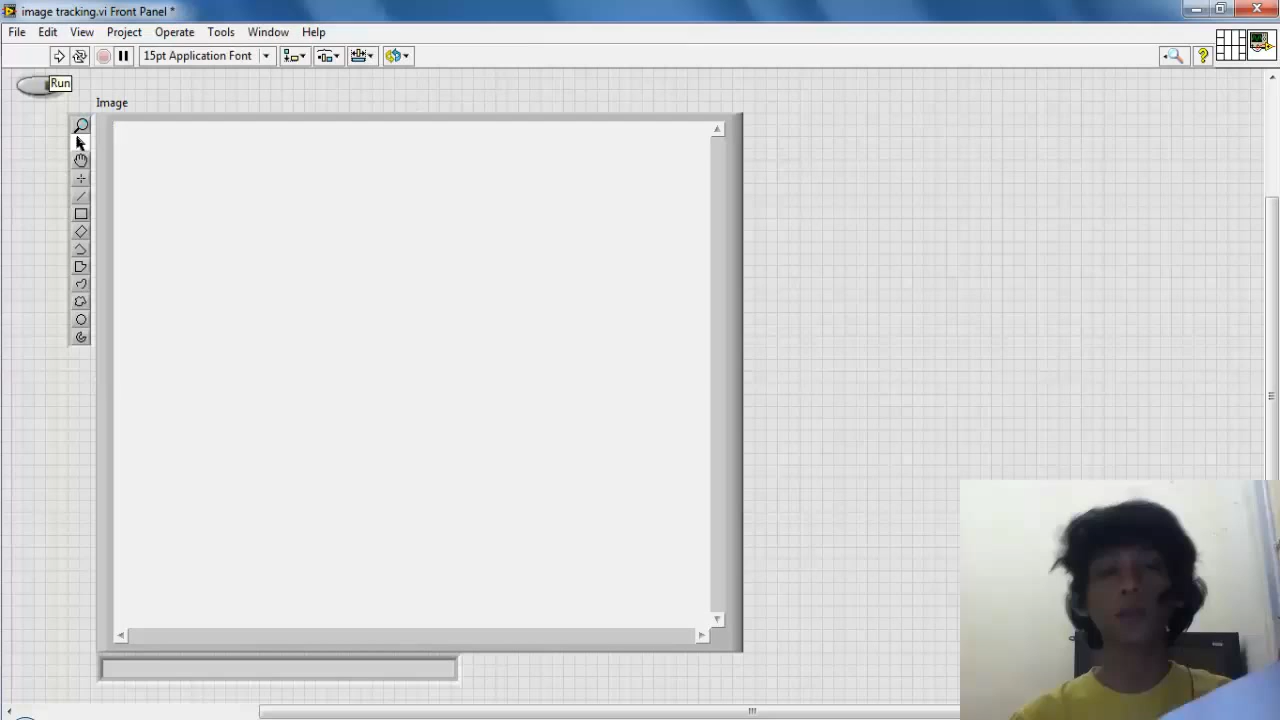 image tracking.vi Front Panel *
File Edit View Project Operate Tools Window Help
15pt Application Font
?
Run
Image